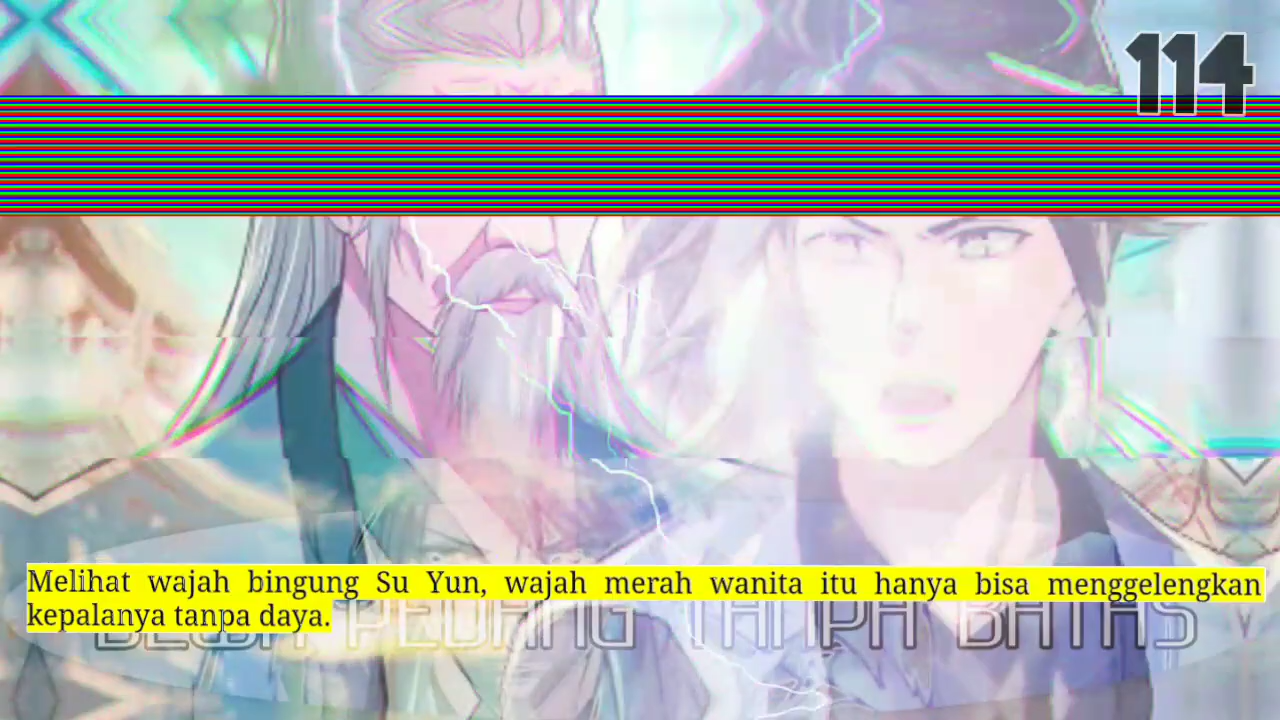 114
Melihat wajah bingung Su Yun, wajah merah wanita itu hanya bisa menggelengkan
kepalanya tanpa daya.
DEWA PEDANG TANPA BATAS